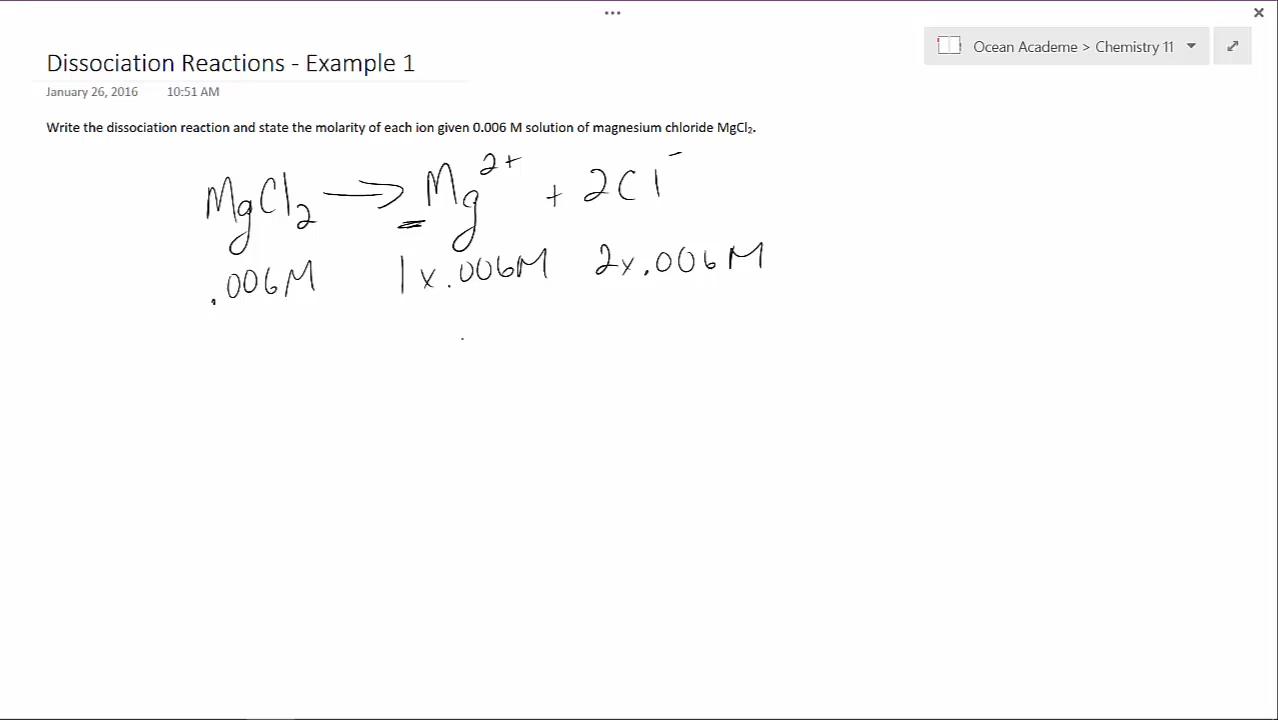 ...
Ocean Academe > Chemistry 11
Dissociation Reactions - Example 1
January 26, 2016 10:51 AM
Write the dissociation reaction and state the molarity of each ion given 0.006 M solution of magnesium chloride MgCl₂.
MgCl₂ → Mg²⁺ + 2Cl⁻
.006M 1 x .006M 2x .006M